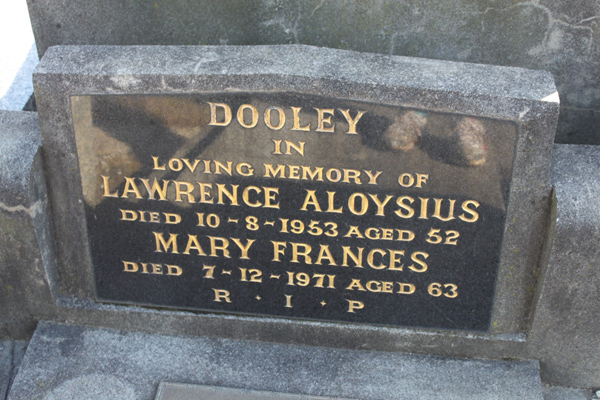 DOOLEY
IN
LOVING MEMORY OF
LAWRENCE ALOYSIUS
DIED 10-8-1953 AGED 52
MARY FRANCES
DIED 7-12-1971 AGED 63
R·I·P